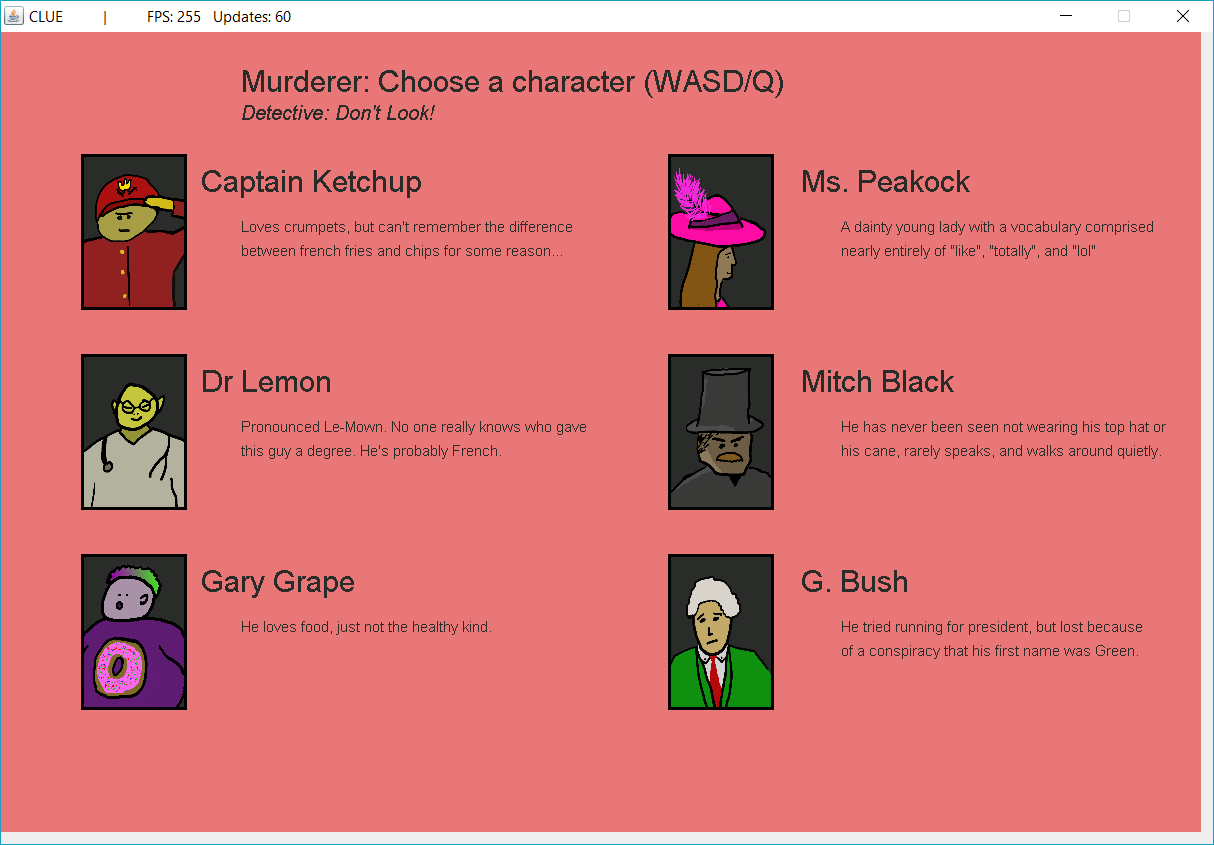 CLUE | FPS: 255 Updates: 60
Murderer: Choose a character (WASD/Q)
Detective: Don't Look!
Captain Ketchup
Loves crumpets, but can't remember the difference
between french fries and chips for some reason...
Ms. Peakock
A dainty young lady with a vocabulary comprised
nearly entirely of "like", "totally", and "lol"
Dr Lemon
Pronounced Le-Mown. No one really knows who gave
this guy a degree. He's probably French.
Mitch Black
He has never been seen not wearing his top hat or
his cane, rarely speaks, and walks around quietly.
Gary Grape
He loves food, just not the healthy kind.
G. Bush
He tried running for president, but lost because
of a conspiracy that his first name was Green.